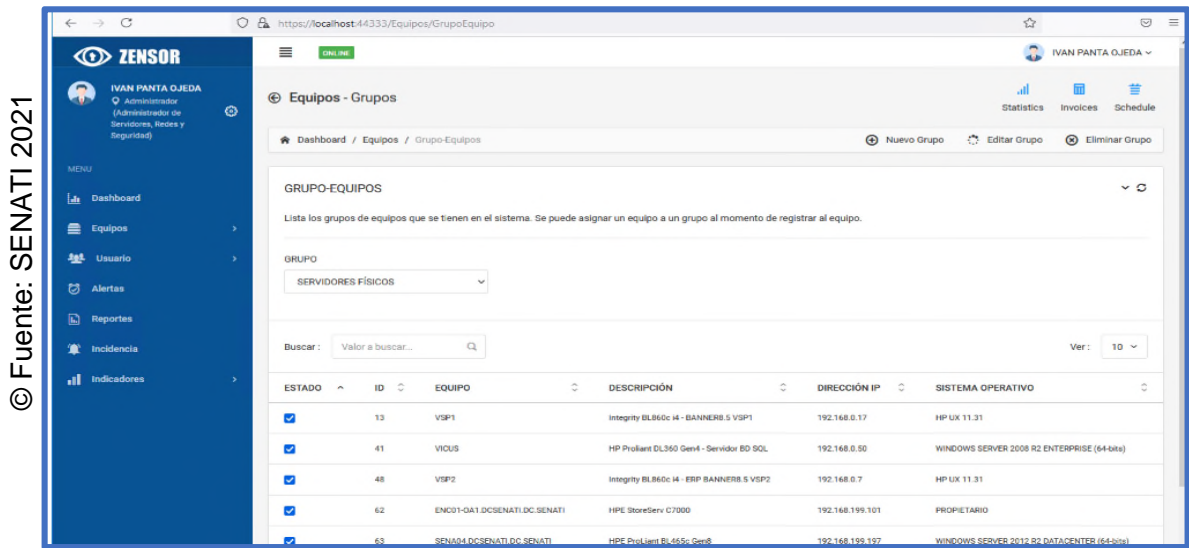 © Fuente: SENATI 2021
https://localhost:44333/Equipos/GrupoEquipo
ZENSOR
ONLINE
IVAN PANTA OJEDA
IVAN PANTA OJEDA
Administrador
(Administrador de
Servidores, Redes y
Seguridad)
Equipos - Grupos
Statistics
Invoices
Schedule
Dashboard / Equipos / Grupo-Equipos
Nuevo Grupo
Editar Grupo
Eliminar Grupo
MENU
Dashboard
Equipos
Usuario
Alertas
Reportes
Incidencia
Indicadores
GRUPO-EQUIPOS
Lista los grupos de equipos que se tienen en el sistema. Se puede asignar un equipo a un grupo al momento de registrar al equipo.
GRUPO
SERVIDORES FÍSICOS
Buscar : Valor a buscar... Ver : 10
ESTADO ID EQUIPO DESCRIPCIÓN DIRECCIÓN IP SISTEMA OPERATIVO
13 VSP1 Integrity BL860c i4 - BANNER8.5 VSP1 192.168.0.17 HP UX 11.31
41 VICUS HP Proliant DL360 Gen4 - Servidor BD SQL 192.168.0.50 WINDOWS SERVER 2008 R2 ENTERPRISE (64-bits)
48 VSP2 Integrity BL860c i4 - ERP BANNER8.5 VSP2 192.168.0.7 HP UX 11.31
62 ENC01-OA1.DCSENATI.DC.SENATI HPE StoreServ C7000 192.168.199.101 PROPIETARIO
63 SENA04.DCSENATI.DC.SENATI HPE ProLiant BL465c Gen8 192.168.199.197 WINDOWS SERVER 2012 R2 DATACENTER (64-bits)